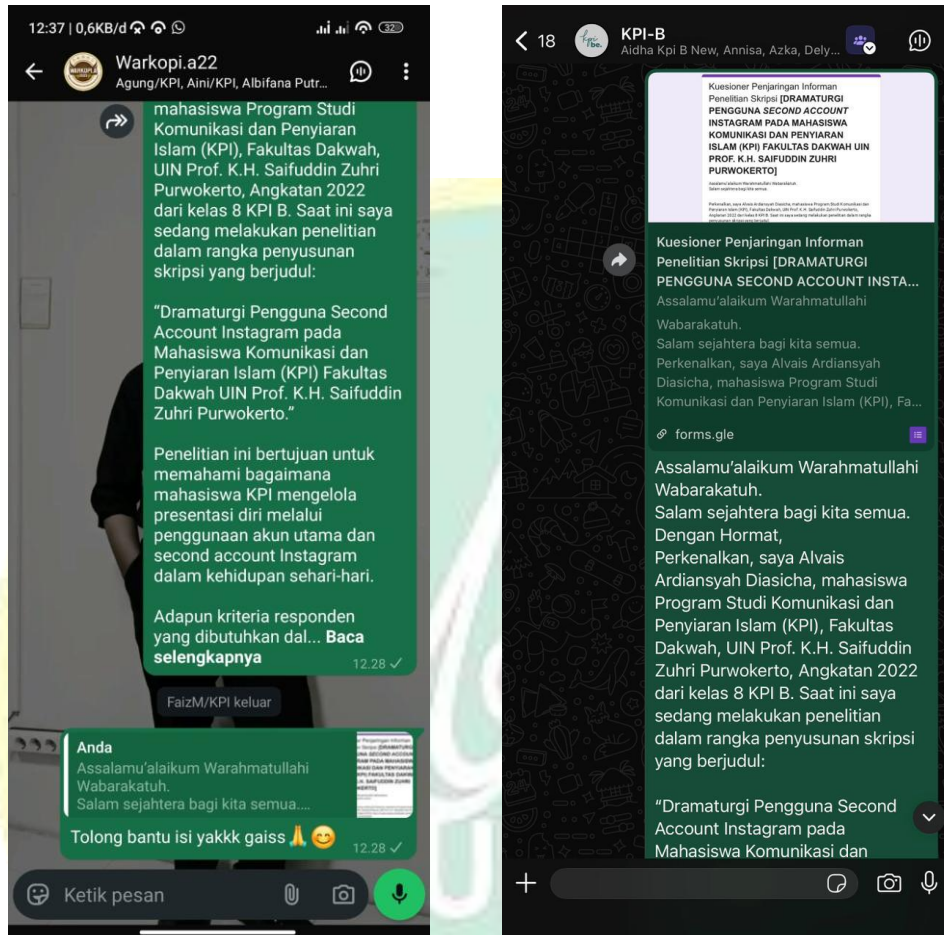 12:37 | 0,6KB/d
32
Warkopi.a22
Agung/KPI, Aini/KPI, Albifana Putr...
mahasiswa Program Studi
Komunikasi dan Penyiaran
Islam (KPI), Fakultas Dakwah,
UIN Prof. K.H. Saifuddin Zuhri
Purwokerto, Angkatan 2022
dari kelas 8 KPI B. Saat ini saya
sedang melakukan penelitian
dalam rangka penyusunan
skripsi yang berjudul:
“Dramaturgi Pengguna Second
Account Instagram pada
Mahasiswa Komunikasi dan
Penyiaran Islam (KPI) Fakultas
Dakwah UIN Prof. K.H. Saifuddin
Zuhri Purwokerto.”
Penelitian ini bertujuan untuk
memahami bagaimana
mahasiswa KPI mengelola
presentasi diri melalui
penggunaan akun utama dan
second account Instagram
dalam kehidupan sehari-hari.
Adapun kriteria responden
yang dibutuhkan dal... Baca
selengkapnya
12.28
FaizM/KPI keluar
Anda
Assalamu’alaikum Warahmatullahi
Wabarakatuh.
Salam sejahtera bagi kita semua....
Tolong bantu isi yakkk gaiss🙏😊
12.28
Ketik pesan
18
KPI-B
Aidha Kpi B New, Annisa, Azka, Dely...
Kuesioner Penjaringan Informan
Penelitian Skripsi [DRAMATURGI
PENGGUNA SECOND ACCOUNT
INSTAGRAM PADA MAHASISWA
KOMUNIKASI DAN PENYIARAN
ISLAM (KPI) FAKULTAS DAKWAH UIN
PROF. K.H. SAIFUDDIN ZUHRI
PURWOKERTO]
Kuesioner Penjaringan Informan
Penelitian Skripsi [DRAMATURGI
PENGGUNA SECOND ACCOUNT INSTA...
Assalamu’alaikum Warahmatullahi
Wabarakatuh.
Salam sejahtera bagi kita semua.
Perkenalkan, saya Alvais Ardiansyah
Diasicha, mahasiswa Program Studi
Komunikasi dan Penyiaran Islam (KPI), Fa...
forms.gle
Assalamu’alaikum Warahmatullahi
Wabarakatuh.
Salam sejahtera bagi kita semua.
Dengan Hormat,
Perkenalkan, saya Alvais
Ardiansyah Diasicha, mahasiswa
Program Studi Komunikasi dan
Penyiaran Islam (KPI), Fakultas
Dakwah, UIN Prof. K.H. Saifuddin
Zuhri Purwokerto, Angkatan 2022
dari kelas 8 KPI B. Saat ini saya
sedang melakukan penelitian
dalam rangka penyusunan skripsi
yang berjudul:
“Dramaturgi Pengguna Second
Account Instagram pada
Mahasiswa Komunikasi dan